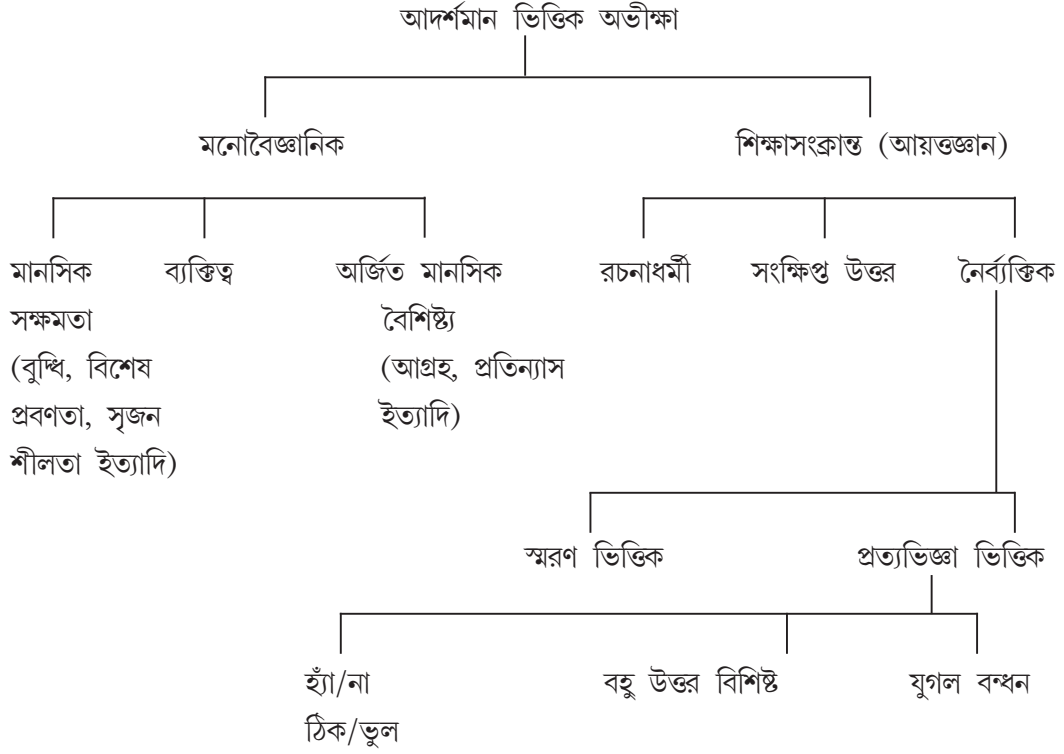 আদর্শমান ভিত্তিক অভীক্ষা
মনোবৈজ্ঞানিক
শিক্ষাসংক্রান্ত (আয়ত্তজ্ঞান)
মানসিক
সক্ষমতা
(বুদ্ধি, বিশেষ
প্রবণতা, সৃজন
শীলতা ইত্যাদি)
ব্যক্তিত্ব
অর্জিত মানসিক
বৈশিষ্ট্য
(আগ্রহ, প্রতিন্যাস
ইত্যাদি)
রচনাধর্মী
সংক্ষিপ্ত উত্তর
নৈর্ব্যক্তিক
স্মরণ ভিত্তিক
প্রত্যভিজ্ঞা ভিত্তিক
হ্যাঁ/না
ঠিক/ভুল
বহু উত্তর বিশিষ্ট
যুগল বন্ধন